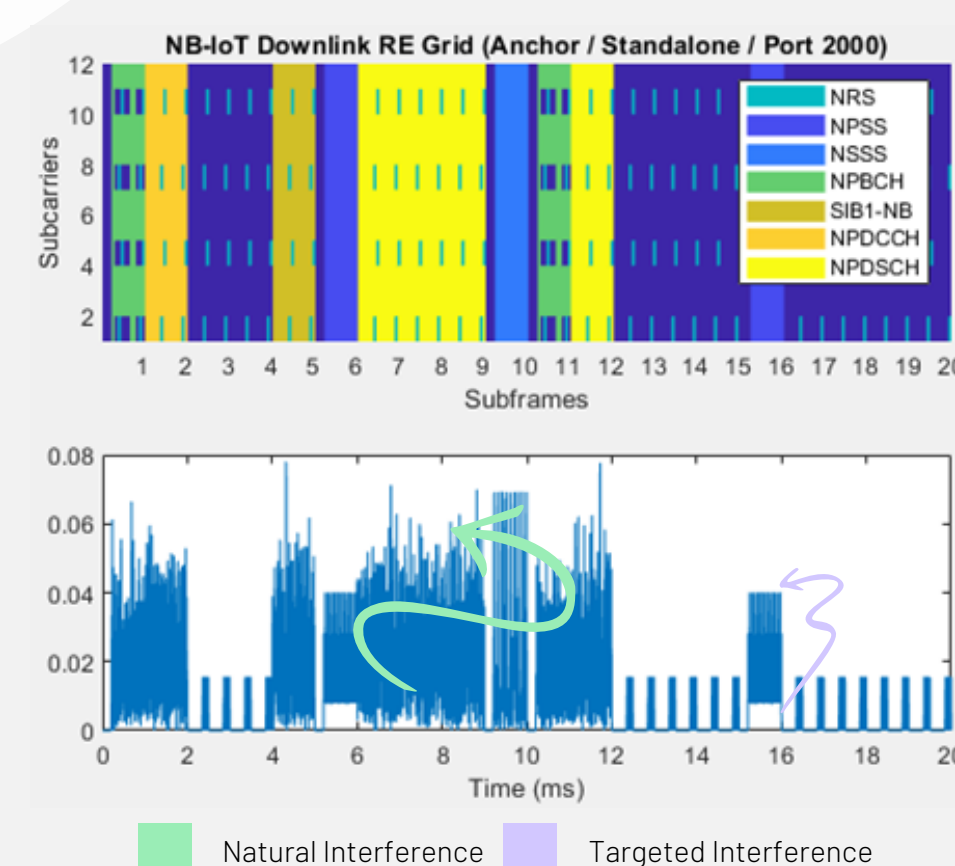 NB-IoT Downlink RE Grid (Anchor / Standalone / Port 2000)
12
10
8
6
4
2
Subcarriers
NRS
NPSS
NSSS
NPBCH
SIB1-NB
NPDCCH
NPDSCH
1 2 3 4 5 6 7 8 9 10 11 12 13 14 15 16 17 18 19 20
Subframes
0.08
0.06
0.04
0.02
0
0 2 4 6 8 10 12 14 16 18 20
Time (ms)
Natural Interference Targeted Interference